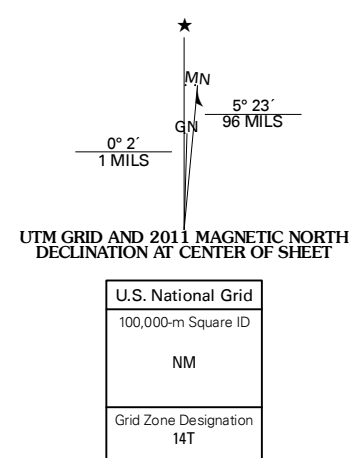 MN
5° 23´
96 MILS
GN
0° 2´
1 MILS
UTM GRID AND 2011 MAGNETIC NORTH
DECLINATION AT CENTER OF SHEET
U.S. National Grid
100,000-m Square ID
NM
Grid Zone Designation
14T